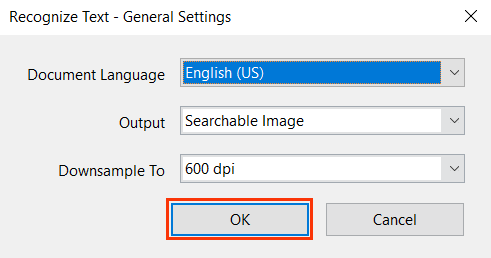 Recognize Text - General Settings
Document Language English (US)
Output Searchable Image
Downsample To 600 dpi
OK Cancel